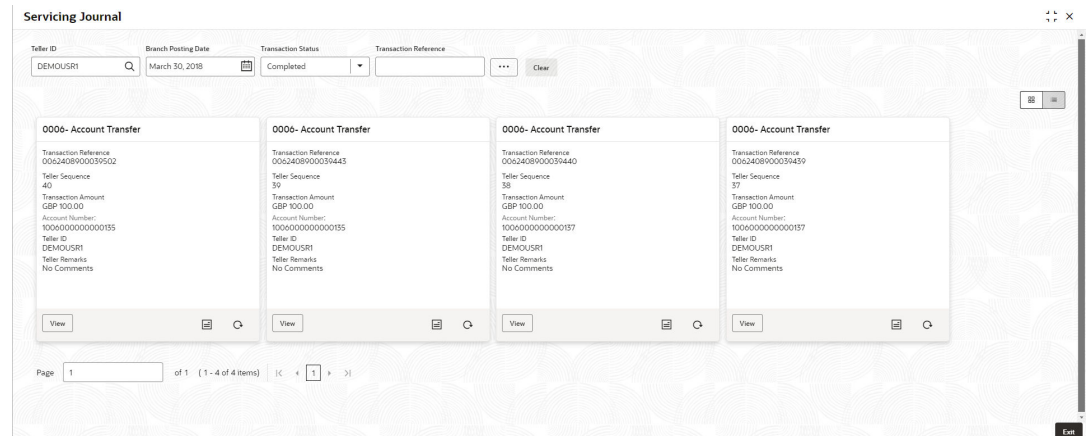 Servicing Journal
Teller ID Branch Posting Date Transaction Status Transaction Reference
DEMOUSR1 March 30, 2018 Completed ... Clear
0006- Account Transfer
Transaction Reference
0062408900039502
Teller Sequence
40
Transaction Amount
GBP 100.00
Account Number:
1006000000000135
Teller ID
DEMOUSR1
Teller Remarks
No Comments
View
0006- Account Transfer
Transaction Reference
0062408900039443
Teller Sequence
39
Transaction Amount
GBP 100.00
Account Number:
1006000000000135
Teller ID
DEMOUSR1
Teller Remarks
No Comments
View
0006- Account Transfer
Transaction Reference
0062408900039440
Teller Sequence
38
Transaction Amount
GBP 100.00
Account Number:
1006000000000137
Teller ID
DEMOUSR1
Teller Remarks
No Comments
View
0006- Account Transfer
Transaction Reference
0062408900039439
Teller Sequence
37
Transaction Amount
GBP 100.00
Account Number:
1006000000000137
Teller ID
DEMOUSR1
Teller Remarks
No Comments
View
Page 1 of 1 (1 - 4 of 4 items) 1
Exit